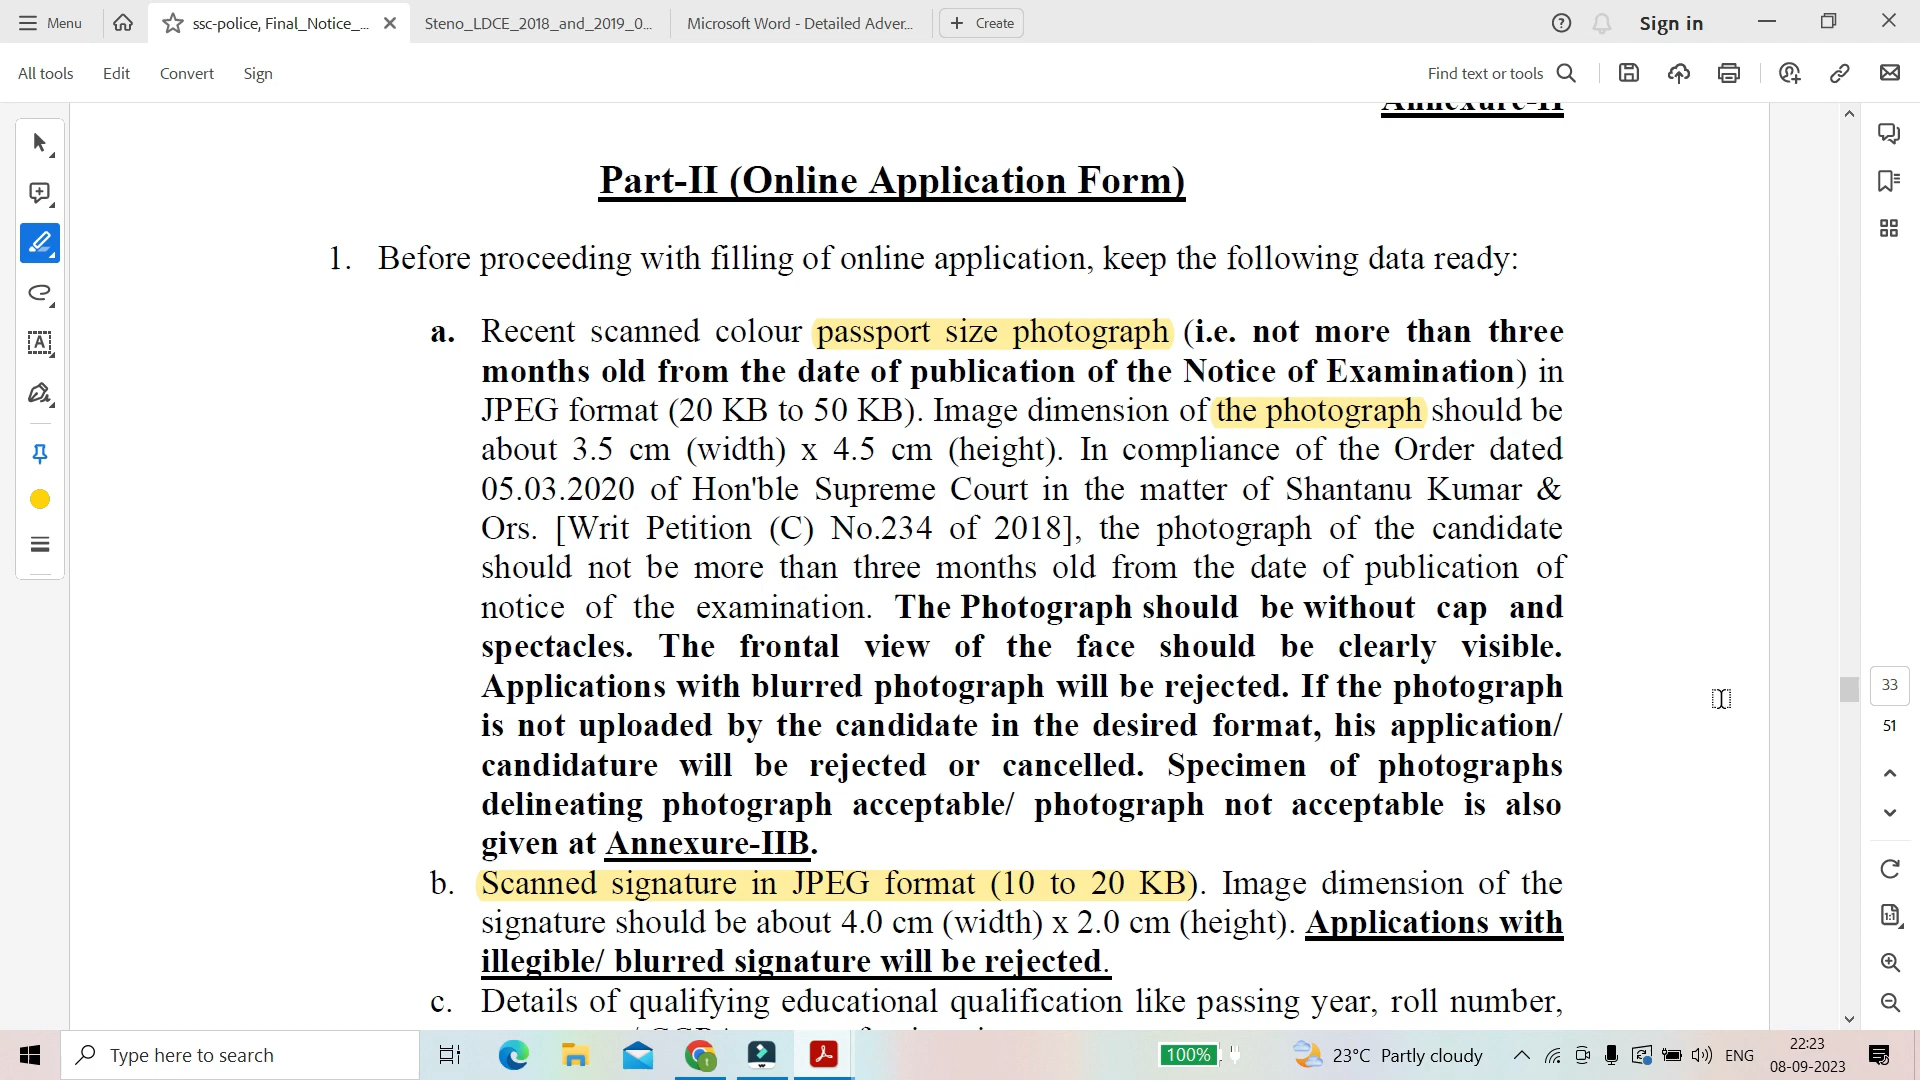 Menu
ssc-police, Final_Notice_...
Steno_LDCE_2018_and_2019_0...
Microsoft Word - Detailed Adver...
Create
Sign in
All tools
Edit
Convert
Sign
Find text or tools
Annexure-II
Part-II (Online Application Form)
1. Before proceeding with filling of online application, keep the following data ready:
a. Recent scanned colour passport size photograph (i.e. not more than three
months old from the date of publication of the Notice of Examination) in
JPEG format (20 KB to 50 KB). Image dimension of the photograph should be
about 3.5 cm (width) x 4.5 cm (height). In compliance of the Order dated
05.03.2020 of Hon'ble Supreme Court in the matter of Shantanu Kumar &
Ors. [Writ Petition (C) No.234 of 2018], the photograph of the candidate
should not be more than three months old from the date of publication of
notice of the examination. The Photograph should be without cap and
spectacles. The frontal view of the face should be clearly visible.
Applications with blurred photograph will be rejected. If the photograph
is not uploaded by the candidate in the desired format, his application/
candidature will be rejected or cancelled. Specimen of photographs
delineating photograph acceptable/ photograph not acceptable is also
given at Annexure-IIB.
b. Scanned signature in JPEG format (10 to 20 KB). Image dimension of the
signature should be about 4.0 cm (width) x 2.0 cm (height). Applications with
illegible/ blurred signature will be rejected.
c. Details of qualifying educational qualification like passing year, roll number,
33
51
Type here to search
100%
23°C Partly cloudy
ENG
22:23
08-09-2023